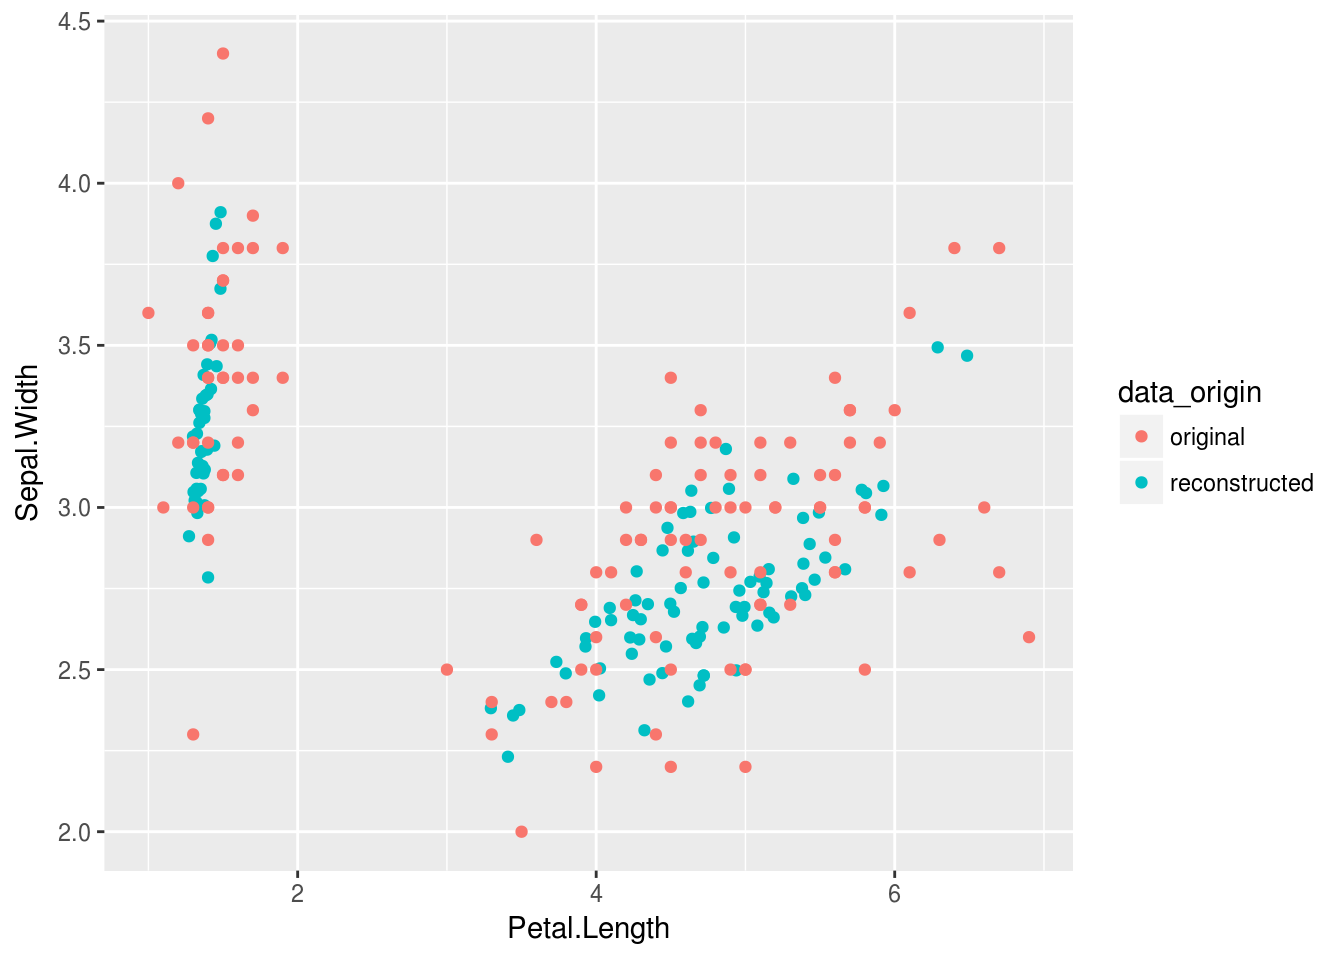 4.5
4.0
3.5
3.0
2.5
2.0
Sepal.Width
2
4
6
Petal.Length
data_origin
original
reconstructed